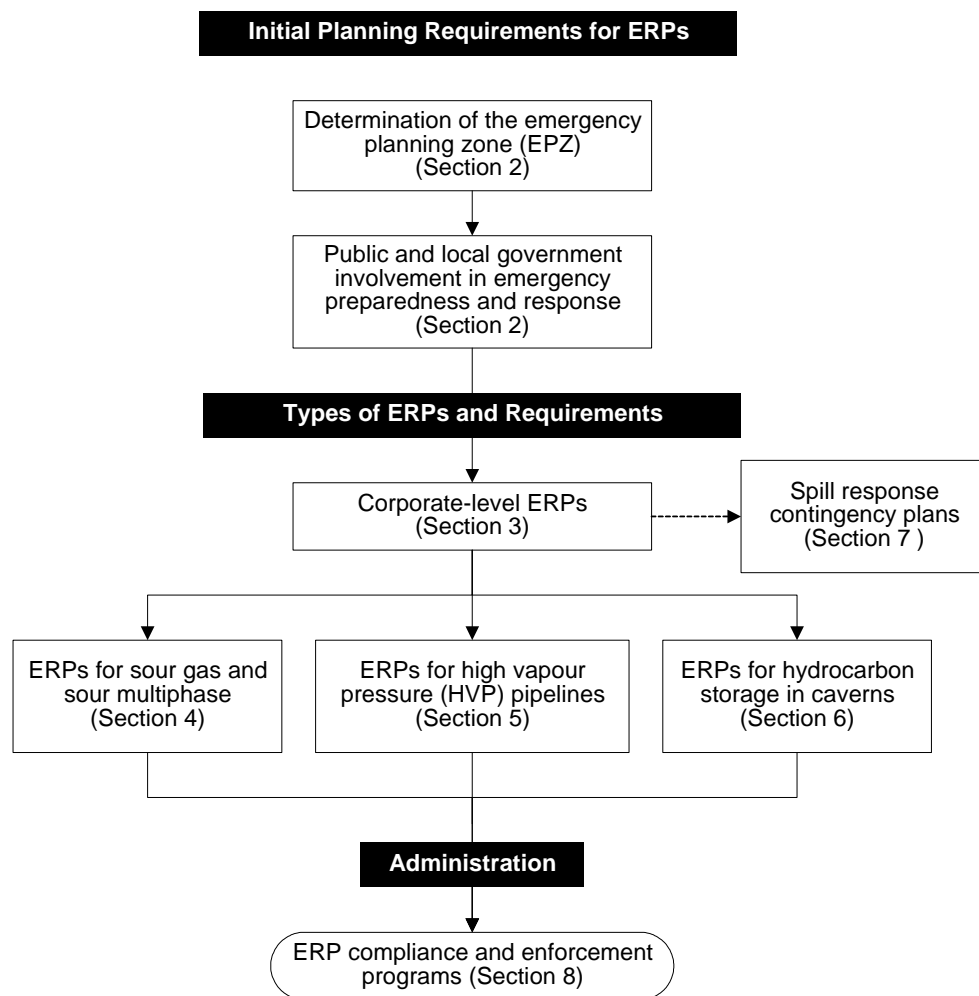 Initial Planning Requirements for ERPs
Determination of the emergency
planning zone (EPZ)
(Section 2)
Public and local government
involvement in emergency
preparedness and response
(Section 2)
Types of ERPs and Requirements
Corporate-level ERPs
(Section 3)
Spill response
contingency plans
(Section 7 )
ERPs for sour gas and
sour multiphase
(Section 4)
ERPs for high vapour
pressure (HVP) pipelines
(Section 5)
ERPs for hydrocarbon
storage in caverns
(Section 6)
Administration
ERP compliance and enforcement
programs (Section 8)